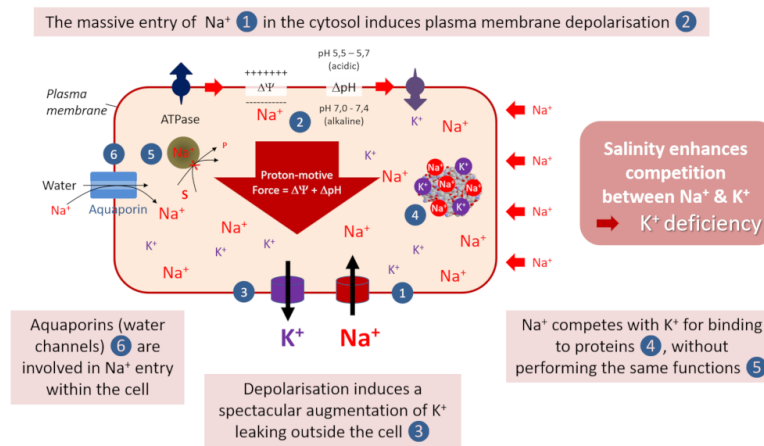 The massive entry of Na⁺ 1 in the cytosol induces plasma membrane depolarisation 2
pH 5,5 – 5,7
(acidic)
+++++++
ΔΨ
ΔpH
----------
pH 7,0 - 7,4
(alkaline)
Plasma
membrane
ATPase
Na⁺
2
K⁺
Na⁺
Na⁺
Na⁺
6
5
Na⁺
P
S
K⁺
Na⁺
Proton-motive
Force = ΔΨ + ΔpH
Na⁺
K⁺
K⁺
Na⁺
Na⁺
K⁺
Na⁺
4
Water
Na⁺
Aquaporin
Na⁺
Na⁺
Na⁺
K⁺
K⁺
K⁺
Na⁺
K⁺
Na⁺
Na⁺
K⁺
Na⁺
Na⁺
3
1
K⁺
Na⁺
Salinity enhances
competition
between Na⁺ & K⁺
K⁺ deficiency
Aquaporins (water
channels) 6 are
involved in Na⁺ entry
within the cell
Depolarisation induces a
spectacular augmentation of K⁺
leaking outside the cell 3
Na⁺ competes with K⁺ for binding
to proteins 4, without
performing the same functions 5